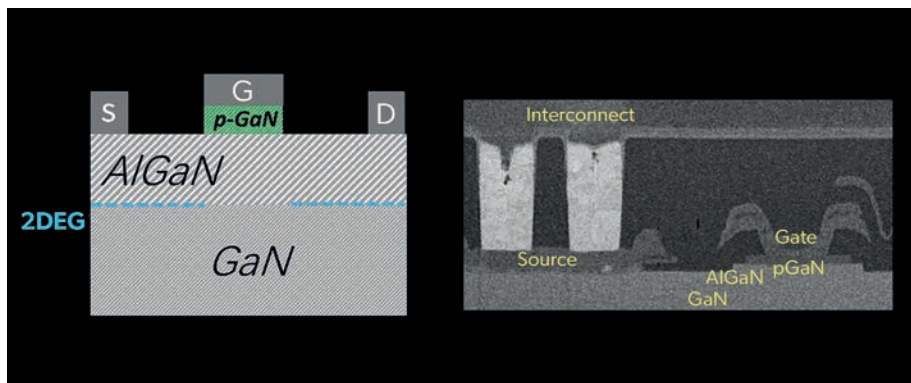 S
G
p-GaN
D
AlGaN
2DEG
GaN
Interconnect
Source
Gate
pGaN
AlGaN
GaN